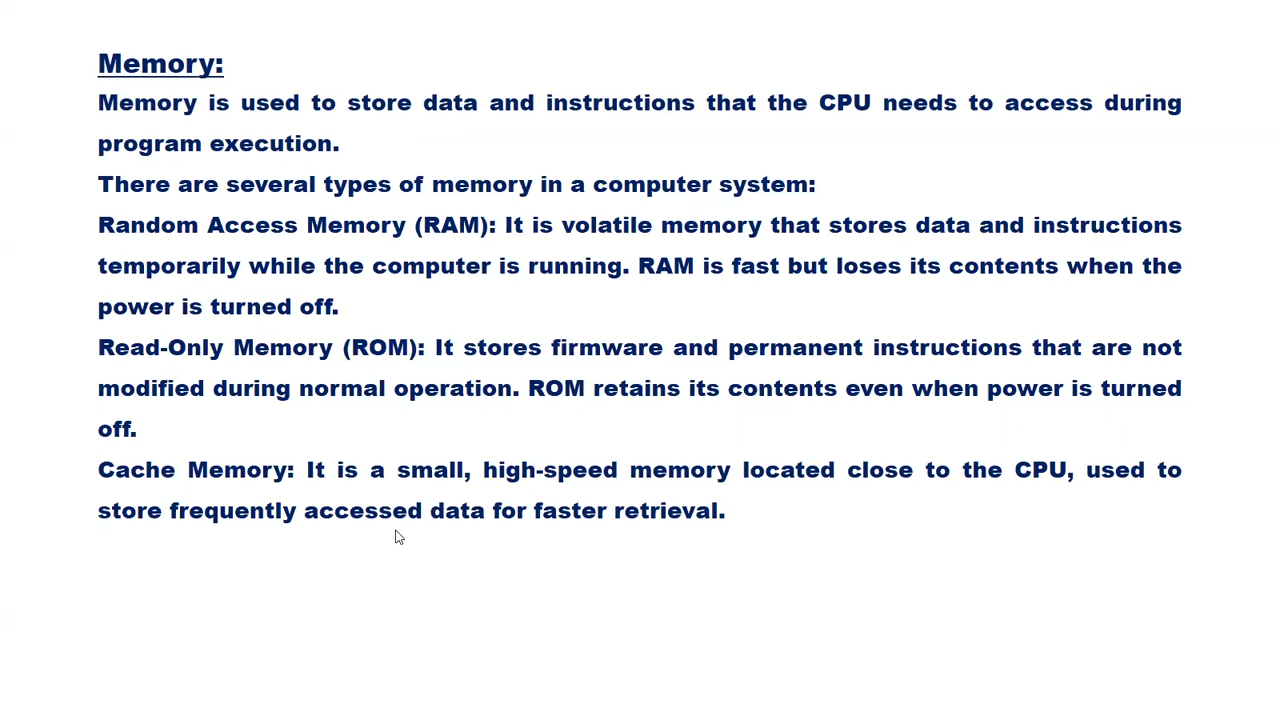 Memory:
Memory is used to store data and instructions that the CPU needs to access during
program execution.
There are several types of memory in a computer system:
Random Access Memory (RAM): It is volatile memory that stores data and instructions
temporarily while the computer is running. RAM is fast but loses its contents when the
power is turned off.
Read-Only Memory (ROM): It stores firmware and permanent instructions that are not
modified during normal operation. ROM retains its contents even when power is turned
off.
Cache Memory: It is a small, high-speed memory located close to the CPU, used to
store frequently accessed data for faster retrieval.